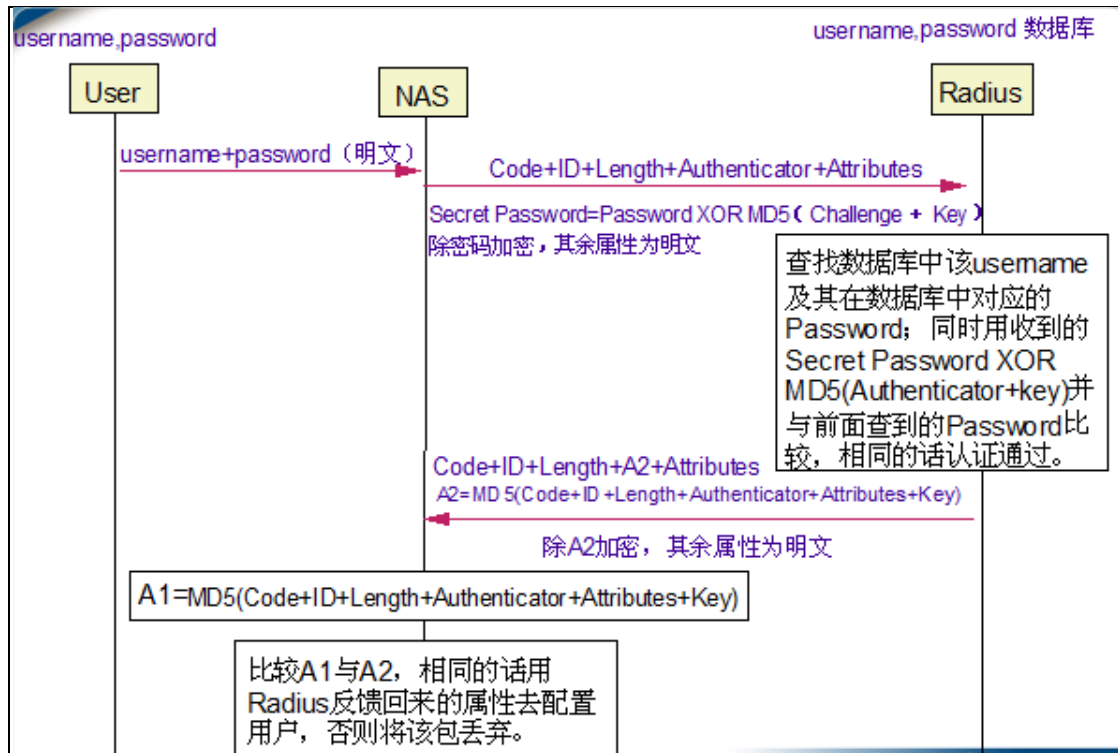 username,password
username,password 数据库
User
NAS
Radius
username+password（明文）
Code+ID+Length+Authenticator+Attributes
Secret Password=Password XOR MD5（Challenge + Key）
除密码加密，其余属性为明文
查找数据库中该username
及其在数据库中对应的
Password；同时用收到的
Secret Password XOR
MD5(Authenticator+key)并
与前面查到的Password比
较，相同的话认证通过。
Code+ID+Length+A2+Attributes
A2=MD5(Code+ID+Length+Authenticator+Attributes+Key)
除A2加密，其余属性为明文
A1=MD5(Code+ID+Length+Authenticator+Attributes+Key)
比较A1与A2，相同的话用
Radius反馈回来的属性去配置
用户，否则将该包丢弃。